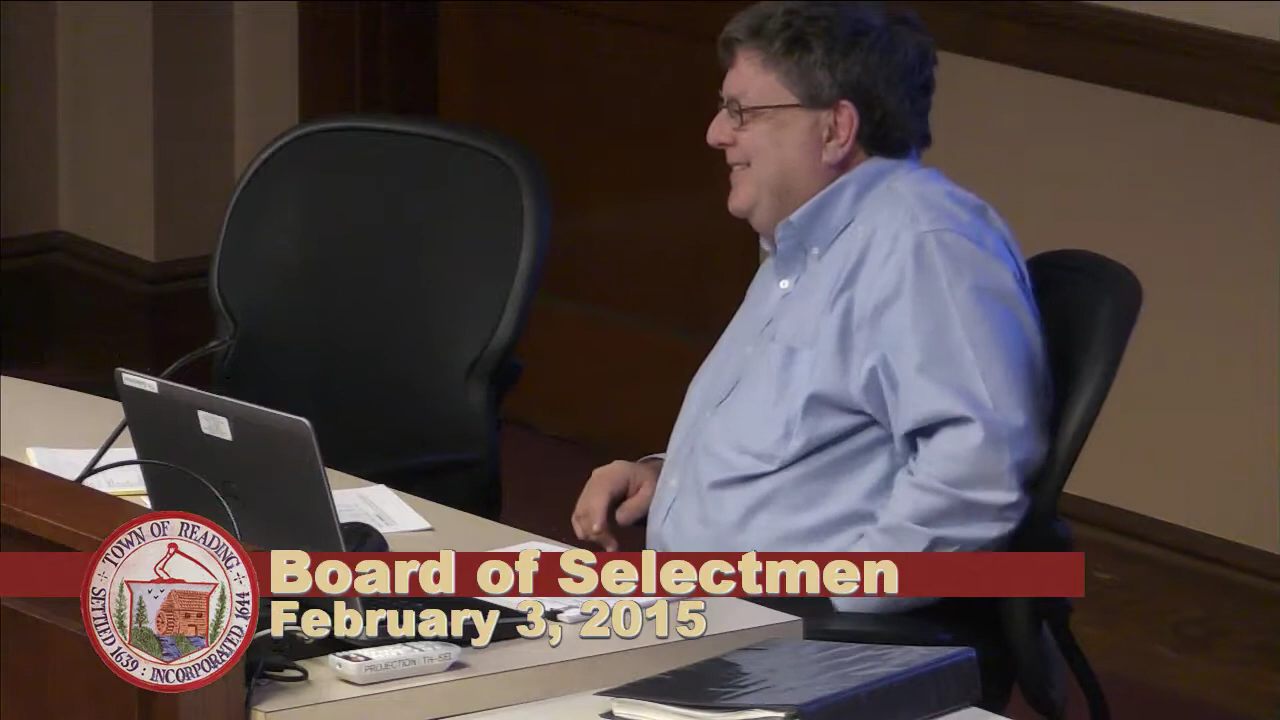 Board of Selectmen
February 3, 2015
TOWN OF READING
SETTLED 1639 : INCORPORATED 1644
PROJECTION